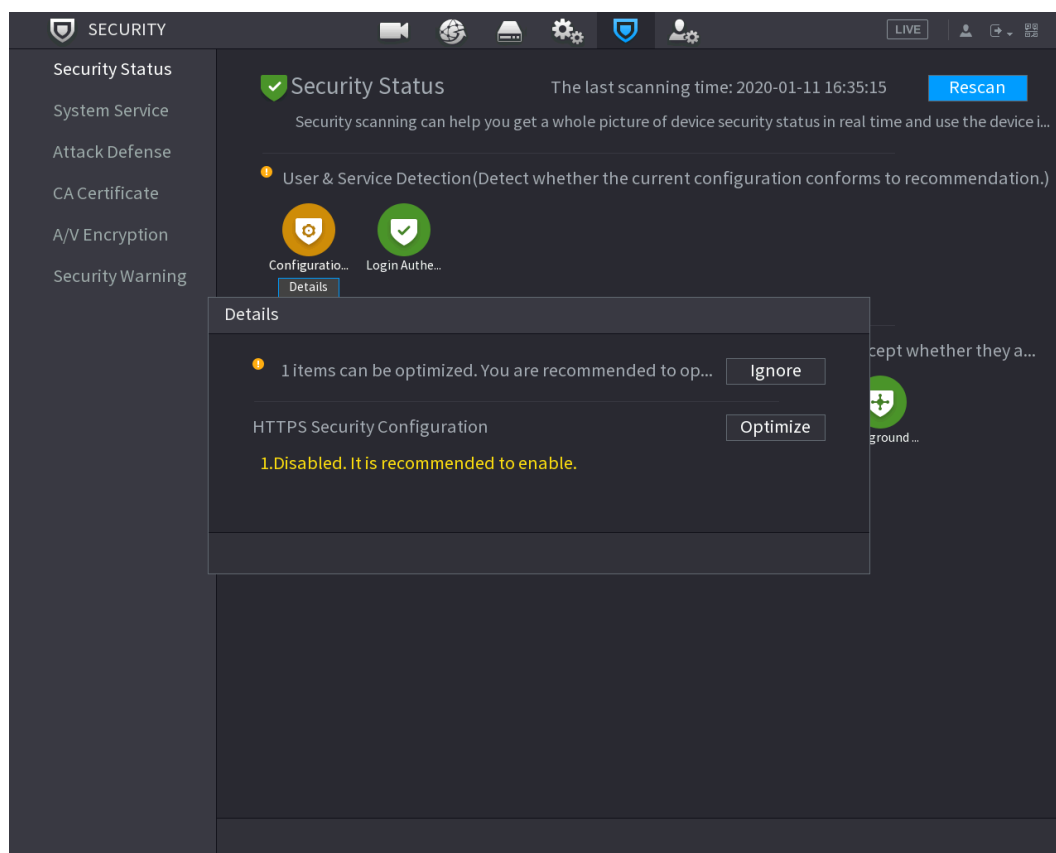 SECURITY
LIVE
Security Status
System Service
Attack Defense
CA Certificate
A/V Encryption
Security Warning
Security Status The last scanning time: 2020-01-11 16:35:15 Rescan
Security scanning can help you get a whole picture of device security status in real time and use the device i...
User & Service Detection(Detect whether the current configuration conforms to recommendation.)
Configuratio... Login Authe...
Details
cept whether they a...
ground ...
Details
1 items can be optimized. You are recommended to op... Ignore
HTTPS Security Configuration Optimize
1.Disabled. It is recommended to enable.